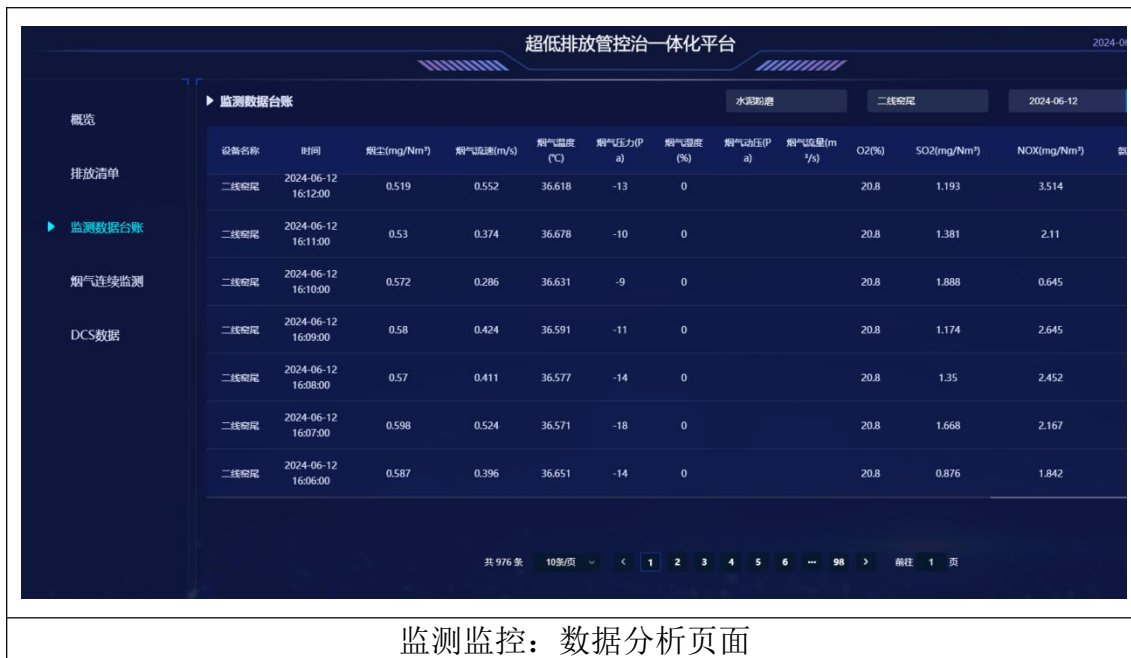 超低排放管控治一体化平台
2024-06
概览
排放清单
监测数据台账
烟气连续监测
DCS数据
监测数据台账
水泥粉磨 二线窑尾 2024-06-12
设备名称 时间 烟尘(mg/Nm³) 烟气流速(m/s) 烟气温度(℃) 烟气压力(Pa) 烟气湿度(%) 烟气动压(Pa) 烟气流量(m³/s) O2(%) SO2(mg/Nm³) NOX(mg/Nm³)
二线窑尾 2024-06-12 16:12:00 0.519 0.552 36.618 -13 0 20.8 1.193 3.514
二线窑尾 2024-06-12 16:11:00 0.53 0.374 36.678 -10 0 20.8 1.381 2.11
二线窑尾 2024-06-12 16:10:00 0.572 0.286 36.631 -9 0 20.8 1.888 0.645
二线窑尾 2024-06-12 16:09:00 0.58 0.424 36.591 -11 0 20.8 1.174 2.645
二线窑尾 2024-06-12 16:08:00 0.57 0.411 36.577 -14 0 20.8 1.35 2.452
二线窑尾 2024-06-12 16:07:00 0.598 0.524 36.571 -18 0 20.8 1.668 2.167
二线窑尾 2024-06-12 16:06:00 0.587 0.396 36.651 -14 0 20.8 0.876 1.842
共 976 条 10条/页 1 2 3 4 5 6 ··· 98 前往 1 页
监测监控：数据分析页面